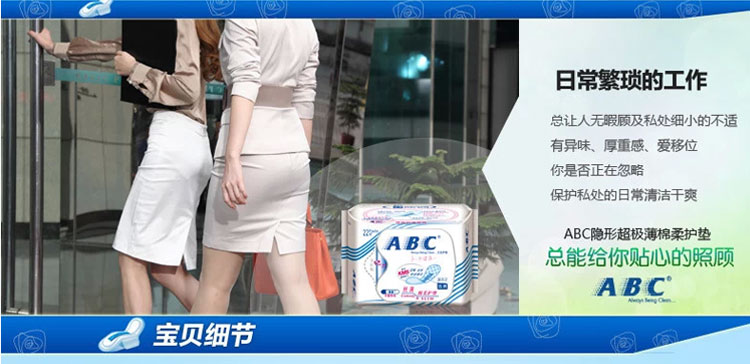 日常繁琐的工作
总让人无暇顾及私处细小的不适
有异味、厚重感、爱移位
你是否正在忽略
保护私处的日常清洁干爽
ABC隐形超极薄棉柔护垫
总能给你贴心的照顾
ABC®
Always Being Clean...
ABC®
宝贝细节